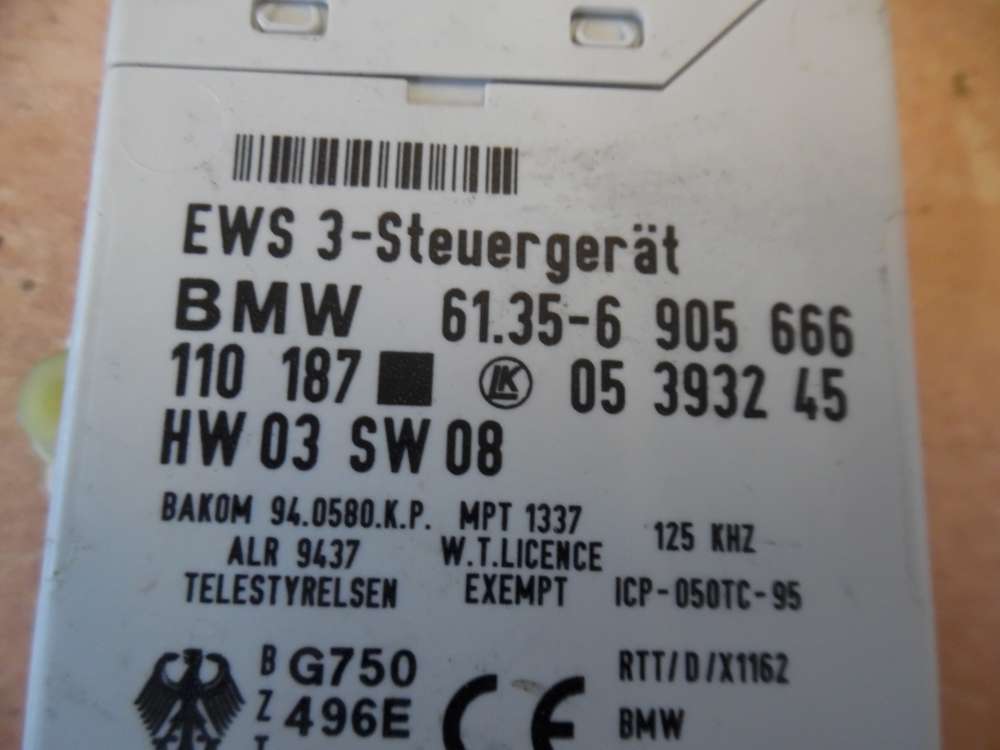 EWS 3-Steuergerät
BMW 61.35-6 905 666
110 187 LK 05 3932 45
HW 03 SW 08
BAKOM 94.0580.K.P. MPT 1337 125 KHZ
ALR 9437 W.T.LICENCE
TELESTYRELSEN EXEMPT ICP-050TC-95
B G750 RTT/D/X1162
Z 496E CE BMW
T